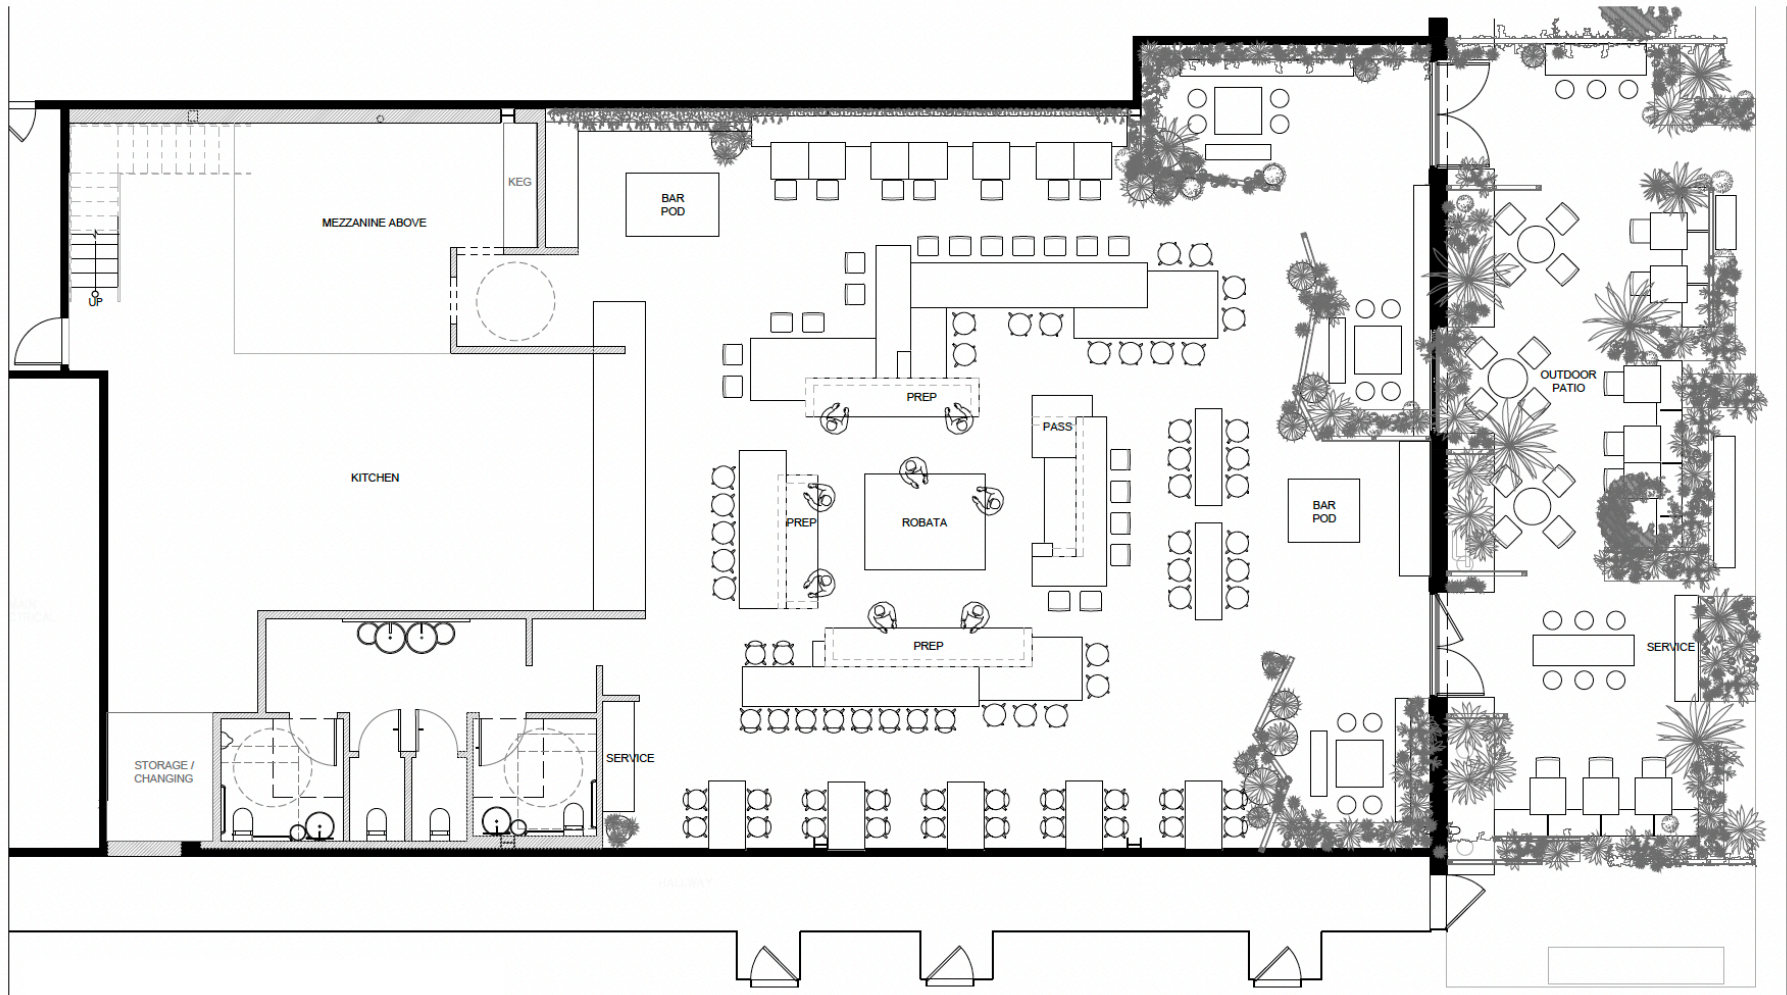 KEG
BAR
POD
MEZZANINE ABOVE
UP
OUTDOOR
PATIO
PREP
PASS
KITCHEN
PREP
ROBATA
BAR
POD
PREP
SERVICE
SERVICE
STORAGE /
CHANGING